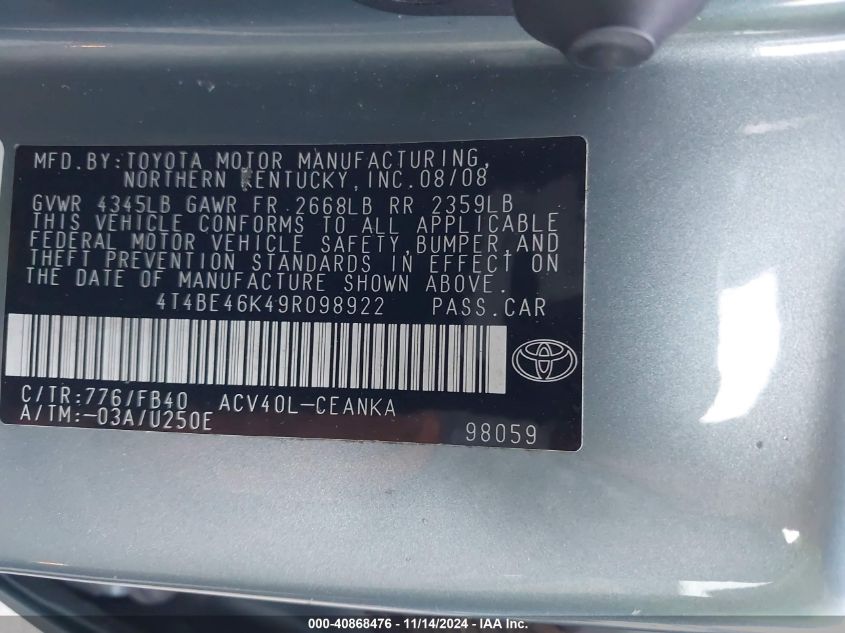 MFD.BY:TOYOTA MOTOR MANUFACTURING,
NORTHERN KENTUCKY,INC.08/08
GVWR 4345LB GAWR FR 2668LB RR 2359LB
THIS VEHICLE CONFORMS TO ALL APPLICABLE
FEDERAL MOTOR VEHICLE SAFETY,BUMPER,AND
THEFT PREVENTION STANDARDS IN EFFECT ON
THE DATE OF MANUFACTURE SHOWN ABOVE.
4T4BE46K49R098922 PASS.CAR
C/TR:776/FB40 ACV40L-CEANKA
A/TM:-03A/U250E
98059
000-40868476 - 11/14/2024 - IAA Inc.